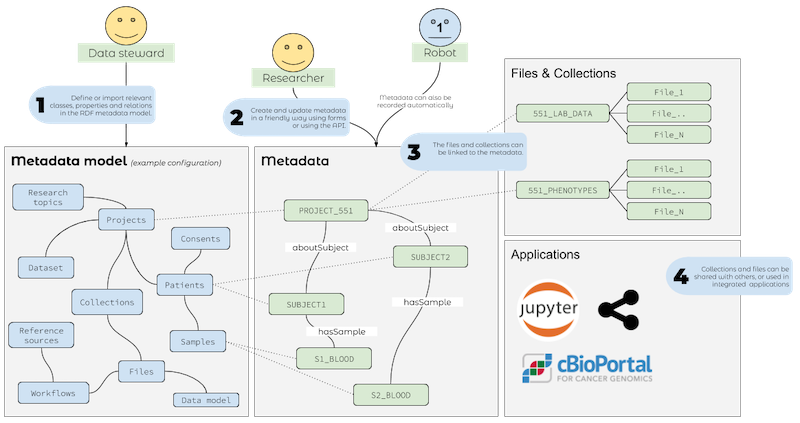 Data steward
1
Define or import relevant
classes, properties and relations
in the RDF metadata model.
Researcher
2
Create and update metadata
in a friendly way using forms
or using the API.
"1"
Robot
Metadata can also be
recorded automatically
3
The files and collections can
be linked to the metadata.
Metadata model (example configuration)
Research
topics
Projects
Consents
Dataset
Patients
Collections
Reference
sources
Samples
Files
Workflows
Data model
Metadata
PROJECT_551
aboutSubject
aboutSubject
SUBJECT2
SUBJECT1
hasSample
hasSample
S1_BLOOD
S2_BLOOD
Files & Collections
551_LAB_DATA
File_1
File_..
File_N
551_PHENOTYPES
File_1
File_..
File_N
Applications
4
Collections and files can be
shared with others, or used in
integrated applications
jupyter
cBioPortal
FOR CANCER GENOMICS